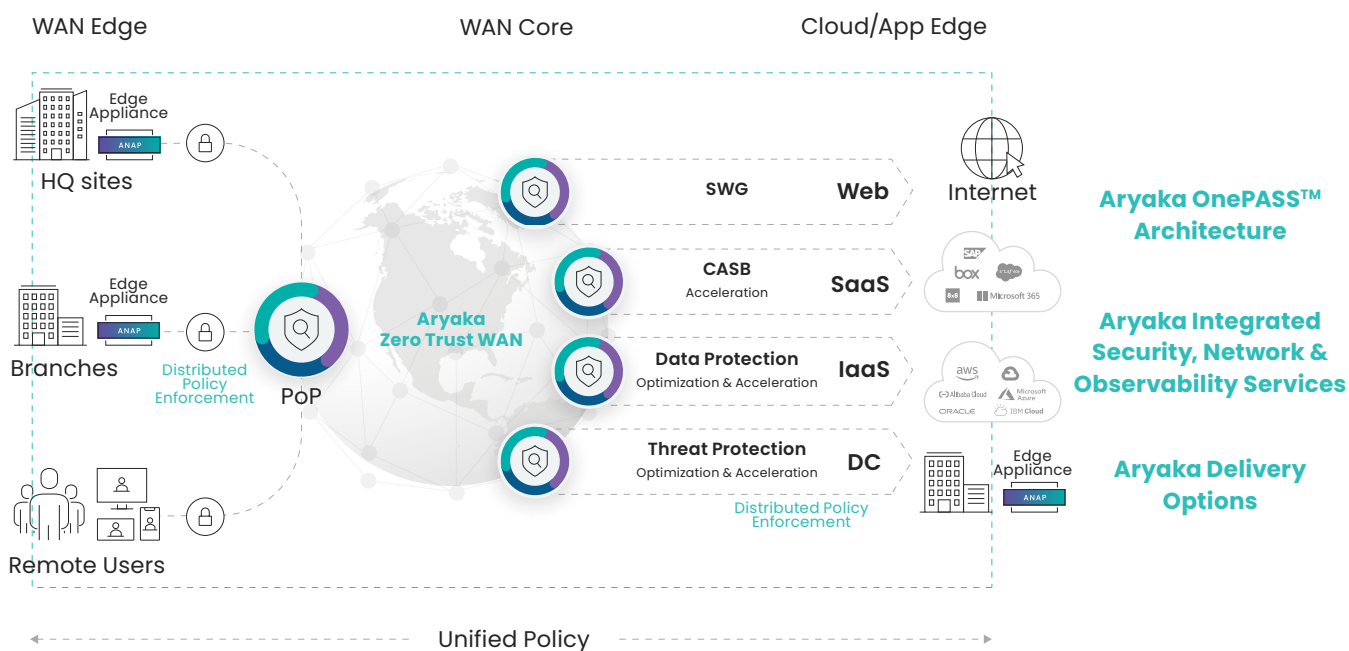 WAN Edge
WAN Core
Cloud/App Edge
Edge
Appliance
ANAP
HQ sites
Edge
Appliance
ANAP
Branches
Distributed
Policy
Enforcement
PoP
Remote Users
Aryaka
Zero Trust WAN
SWG
Web
CASB
Acceleration
SaaS
Data Protection
Optimization & Acceleration
IaaS
Threat Protection
Optimization & Acceleration
DC
Distributed Policy
Enforcement
Internet
SAP
box
salesforce
8x8
Microsoft 365
aws
Alibaba Cloud
Microsoft
Azure
ORACLE
IBM Cloud
Edge
Appliance
ANAP
Aryaka OnePASS™
Architecture
Aryaka Integrated
Security, Network &
Observability Services
Aryaka Delivery
Options
Unified Policy